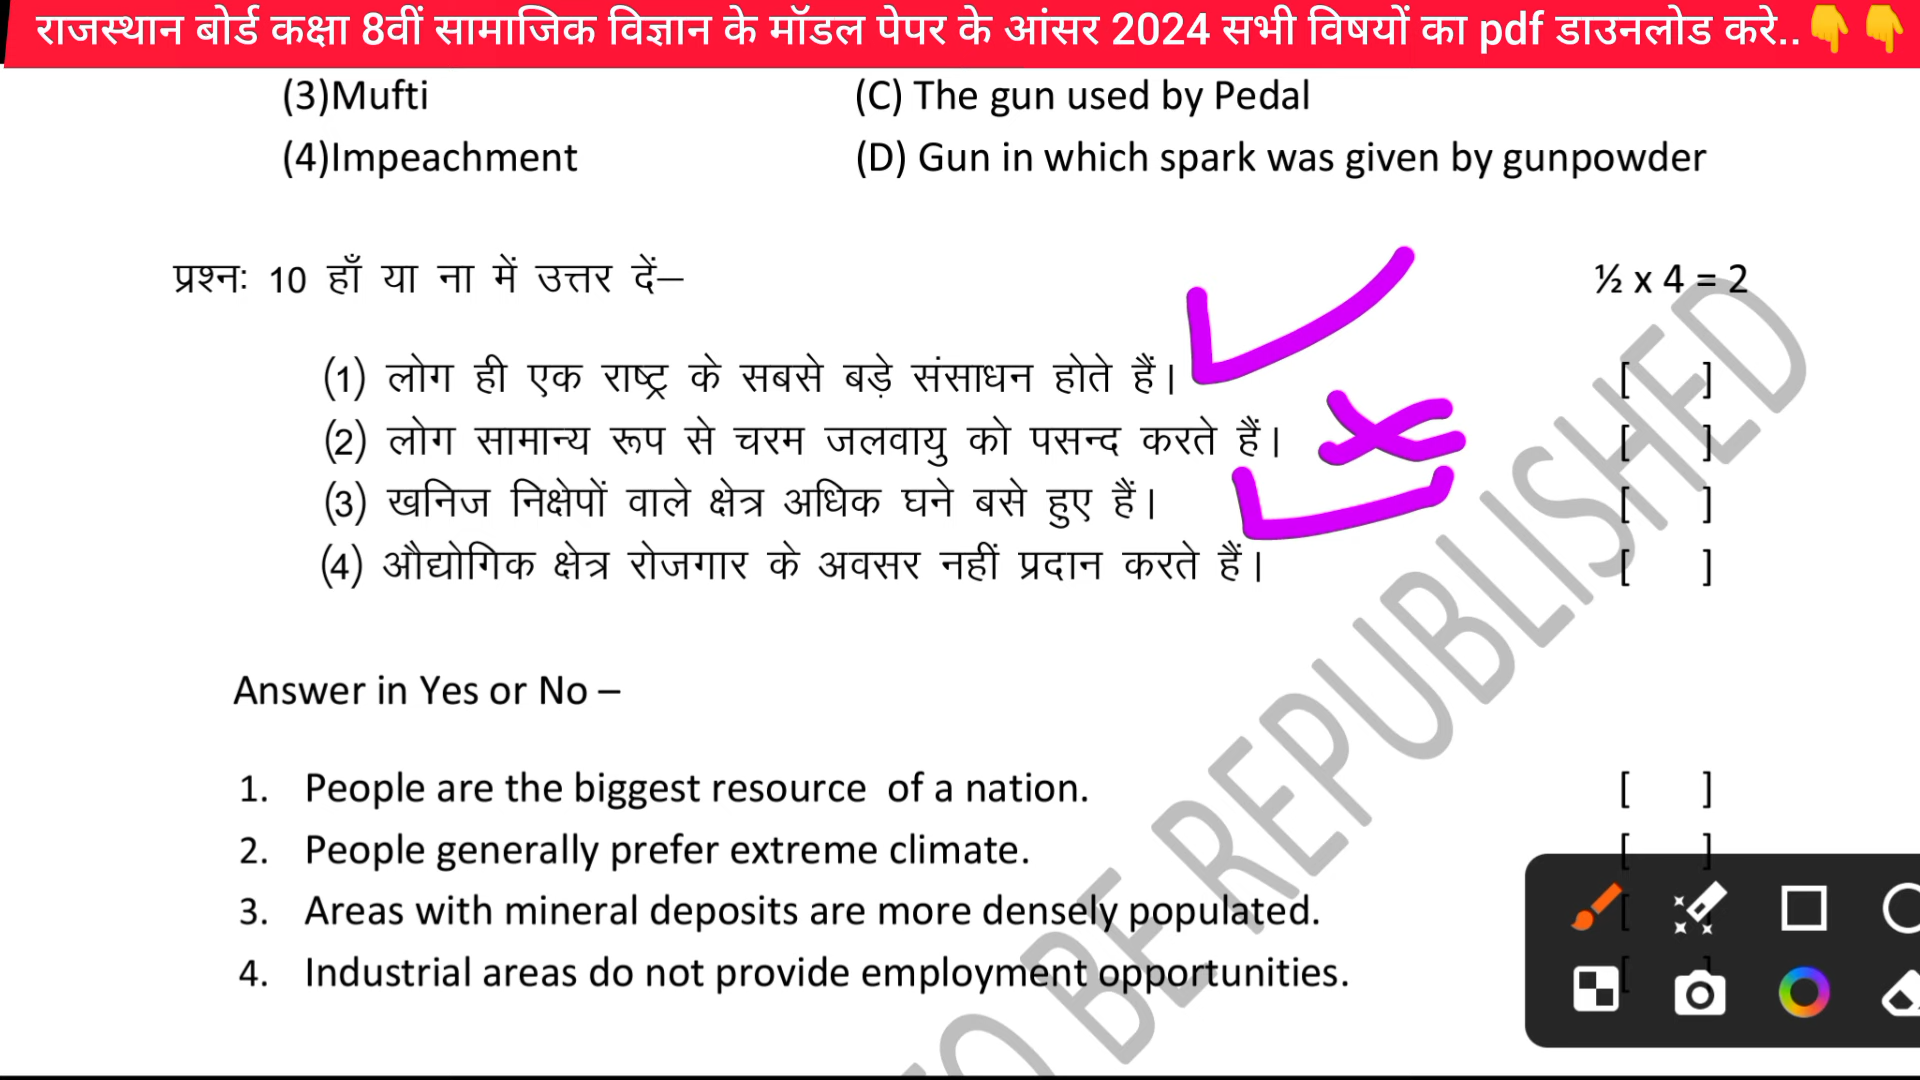 राजस्थान बोर्ड कक्षा 8वीं सामाजिक विज्ञान के मॉडल पेपर के आंसर 2024 सभी विषयों का pdf डाउनलोड करे..👇👇
(3)Mufti (C) The gun used by Pedal
(4)Impeachment (D) Gun in which spark was given by gunpowder
प्रश्नः 10 हाँ या ना में उत्तर दें– ½ x 4 = 2
(1) लोग ही एक राष्ट्र के सबसे बड़े संसाधन होते हैं। [ ]
(2) लोग सामान्य रूप से चरम जलवायु को पसन्द करते हैं। [ ]
(3) खनिज निक्षेपों वाले क्षेत्र अधिक घने बसे हुए हैं। [ ]
(4) औद्योगिक क्षेत्र रोजगार के अवसर नहीं प्रदान करते हैं। [ ]
Answer in Yes or No –
1. People are the biggest resource of a nation. [ ]
2. People generally prefer extreme climate. [ ]
3. Areas with mineral deposits are more densely populated. [
4. Industrial areas do not provide employment opportunities. [ ]
TO BE REPUBLISHED